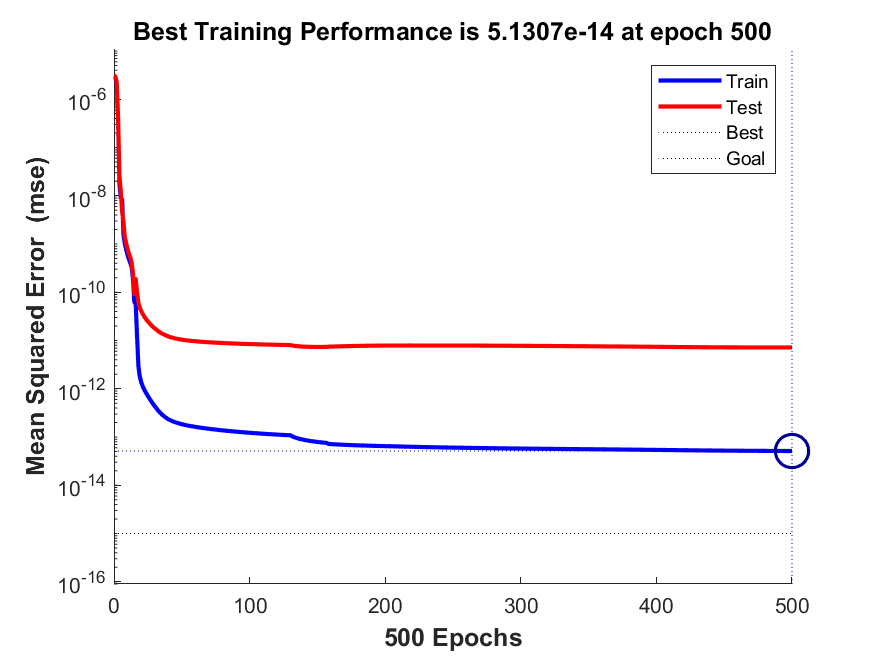 Best Training Performance is 5.1307e-14 at epoch 500
Train
Test
Best
Goal
Mean Squared Error  (mse)
10^-6
10^-8
10^-10
10^-12
10^-14
10^-16
0 100 200 300 400 500
500 Epochs